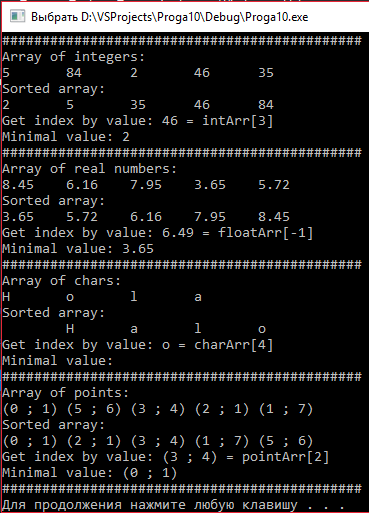 Выбрать D:\VSProjects\Proga10\Debug\Proga10.exe
#############################################
Array of integers:
5 84 2 46 35
Sorted array:
2 5 35 46 84
Get index by value: 46 = intArr[3]
Minimal value: 2
#############################################
Array of real numbers:
8.45 6.16 7.95 3.65 5.72
Sorted array:
3.65 5.72 6.16 7.95 8.45
Get index by value: 6.49 = floatArr[-1]
Minimal value: 3.65
#############################################
Array of chars:
H o l a
Sorted array:
H a l o
Get index by value: o = charArr[4]
Minimal value:
#############################################
Array of points:
(0 ; 1) (5 ; 6) (3 ; 4) (2 ; 1) (1 ; 7)
Sorted array:
(0 ; 1) (2 ; 1) (3 ; 4) (1 ; 7) (5 ; 6)
Get index by value: (3 ; 4) = pointArr[2]
Minimal value: (0 ; 1)
#############################################
Для продолжения нажмите любую клавишу . . .